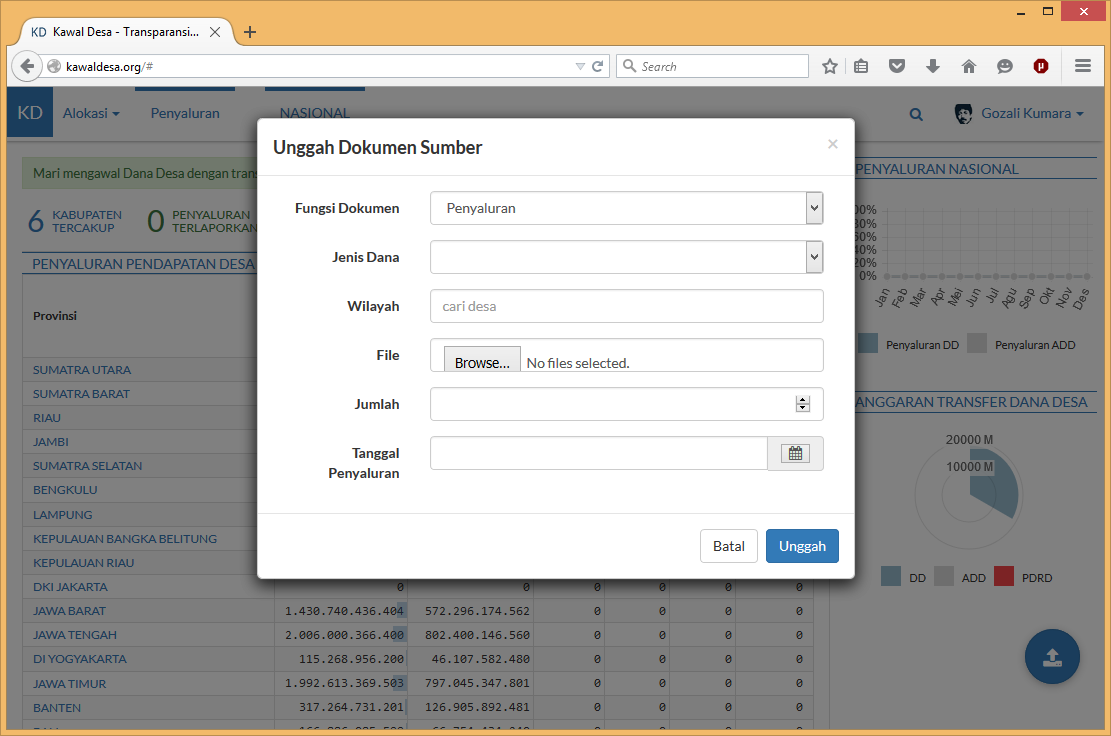 KD Kawal Desa - Transparansi...
kawaldesa.org/#
Search
KD
Alokasi
Penyaluran
NASIONAL
Gozali Kumara
Unggah Dokumen Sumber
×
Fungsi Dokumen
Penyaluran
Jenis Dana
Wilayah
cari desa
File
Browse...
No files selected.
Jumlah
Tanggal
Penyaluran
Batal
Unggah
Mari mengawal Dana Desa dengan
6 KABUPATEN
TERCAKUP
0 PENYALURAN
TERLAPORKAN
PENYALURAN PENDAPATAN DESA
Provinsi
SUMATRA UTARA
SUMATRA BARAT
RIAU
JAMBI
SUMATRA SELATAN
BENGKULU
LAMPUNG
KEPULAUAN BANGKA BELITUNG
KEPULAUAN RIAU
DKI JAKARTA 0 0 0 0 0 0
JAWA BARAT 1.430.740.436.404 572.296.174.562 0 0 0 0
JAWA TENGAH 2.006.000.366.400 802.400.146.560 0 0 0 0
DI YOGYAKARTA 115.268.956.200 46.107.582.480 0 0 0 0
JAWA TIMUR 1.992.613.369.503 797.045.347.801 0 0 0 0
BANTEN 317.264.731.201 126.905.892.481 0 0 0 0
PENYALURAN NASIONAL
80%
60%
40%
20%
0%
Jan Feb Mar Apr Mei Jun Jul Agu Sep Okt Nov Des
Penyaluran DD
Penyaluran ADD
ANGGARAN TRANSFER DANA DESA
20000 M
10000 M
DD
ADD
PDRD